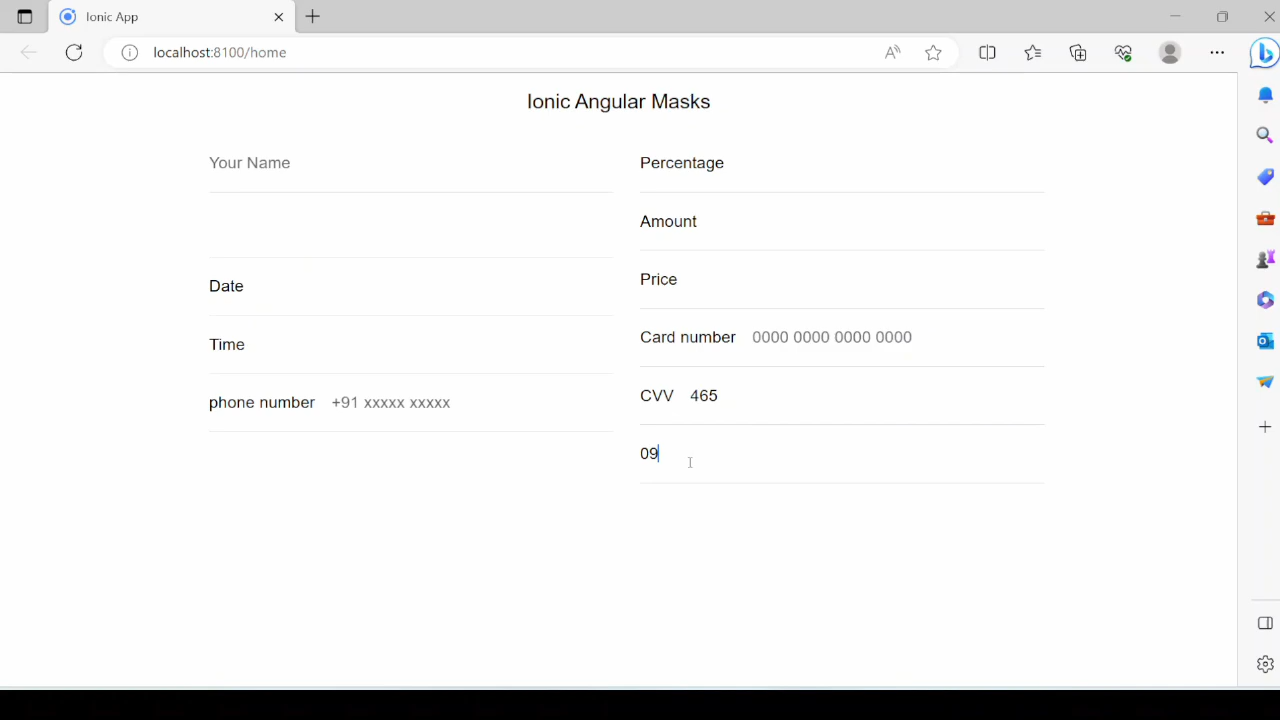 Ionic App
localhost:8100/home
Ionic Angular Masks
Your Name
Date
Time
phone number +91 xxxxx xxxxx
Percentage
Amount
Price
Card number 0000 0000 0000 0000
CVV 465
09